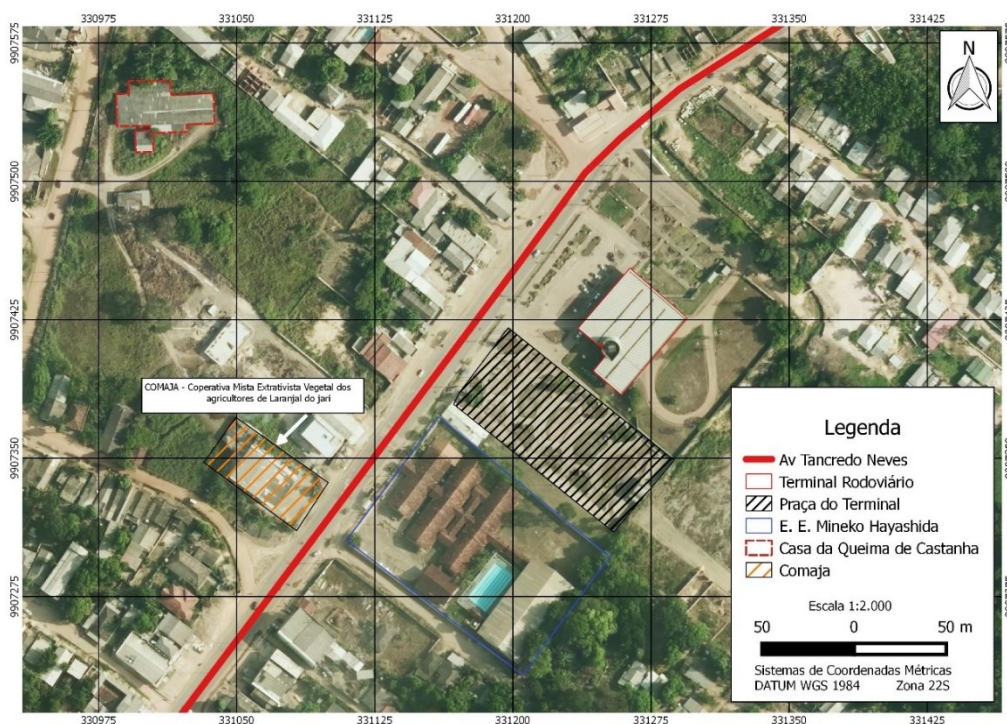 330975 331050 331125 331200 331275 331350 331425
9907575
9907500
9907425
9907350
9907275
N
COMAJA - Coperativa Mista Extrativista Vegetal dos
agricultores de Laranjal do jari
Legenda
Av Tancredo Neves
Terminal Rodoviário
Praça do Terminal
E. E. Mineko Hayashida
Casa da Queima de Castanha
Comaja
Escala 1:2.000
50 0 50 m
Sistemas de Coordenadas Métricas
DATUM WGS 1984 Zona 22S
330975 331050 331125 331200 331275 331350 331425